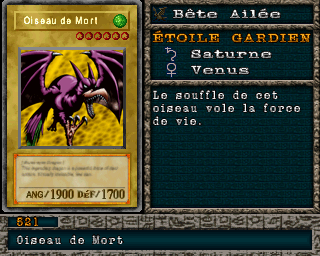 Oiseau de Mort
ANG/1900 DÉF/1700
Bête Ailée
ÉTOILE GARDIEN
Saturne
Venus
Le souffle de cet
oiseau vole la force
de vie.
521
Oiseau de Mort